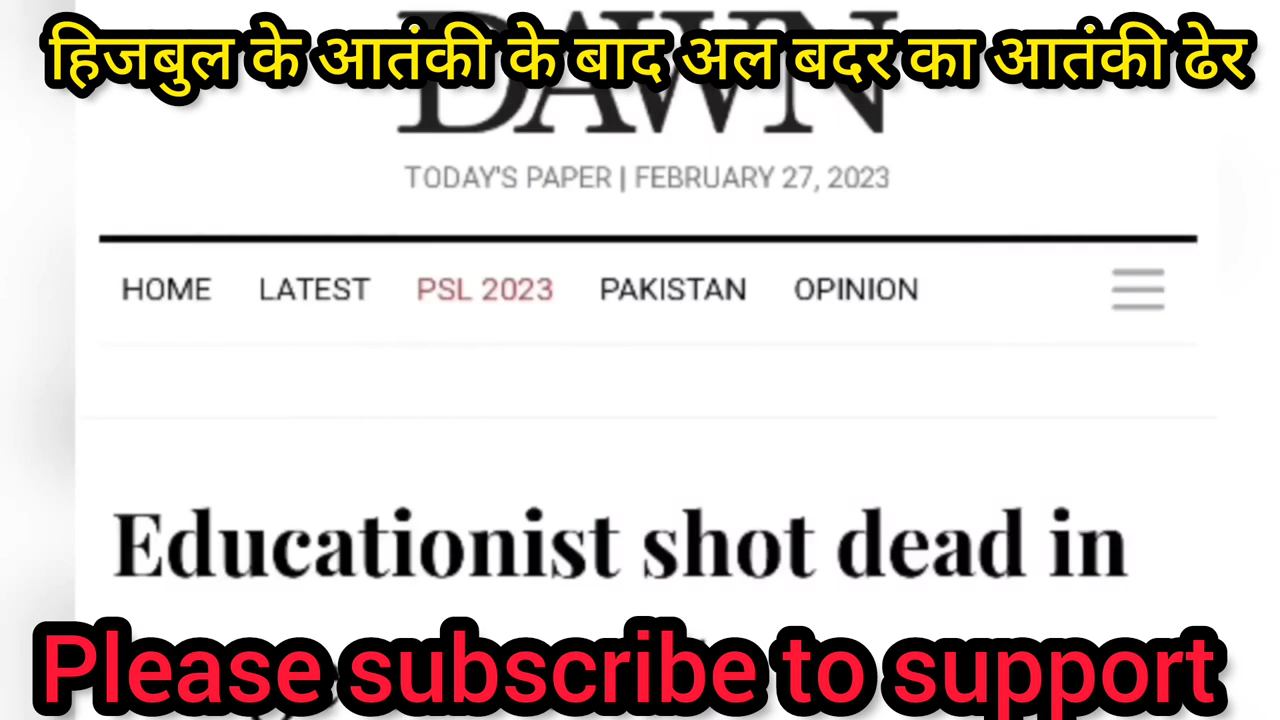 हिजबुल के आतंकी के बाद अल बदर का आतंकी ढेर
DAWN
TODAY'S PAPER | FEBRUARY 27, 2023
HOME LATEST PSL 2023 PAKISTAN OPINION
Educationist shot dead in
Please subscribe to support